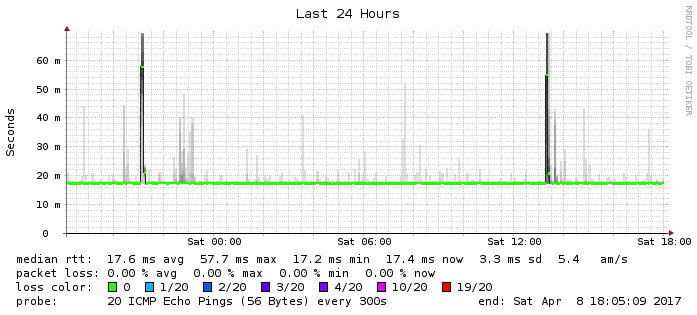 Last 24 Hours
RRDTOOL / TOBI OETIKER
Seconds
60 m
50 m
40 m
30 m
20 m
10 m
0
Sat 00:00 Sat 06:00 Sat 12:00 Sat 18:00
median rtt: 17.6 ms avg 57.7 ms max 17.2 ms min 17.4 ms now 3.3 ms sd 5.4 am/s
packet loss: 0.00 % avg 0.00 % max 0.00 % min 0.00 % now
loss color: 0 1/20 2/20 3/20 4/20 10/20 19/20
probe: 20 ICMP Echo Pings (56 Bytes) every 300s end: Sat Apr 8 18:05:09 2017